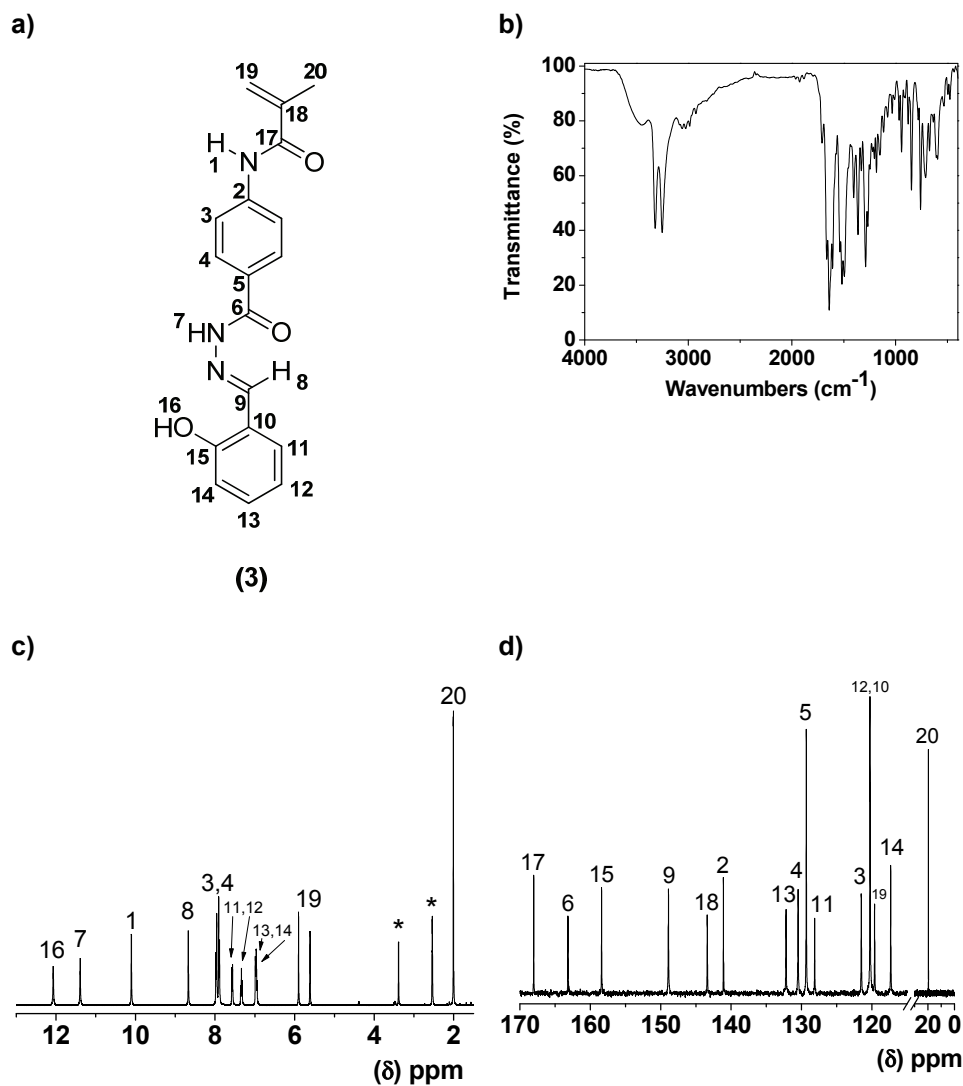 a)
19
20
18
17
H
N
O
1
2
3
4
5
6
7
HN
O
N
H
8
9
16
10
HO
11
15
14
12
13
(3)
b)
100
80
60
40
20
0
Transmittance (%)
4000 3000 2000 1000
Wavenumbers (cm-1)
c)
20
3,4
11,12
19
1
8
13,14
*
*
7
16
12 10 8 6 4 2
(δ) ppm
d)
12,10
5
20
17
14
15
9
2
4
3
6
18
13
19
11
170 160 150 140 130 120 20 0
(δ) ppm